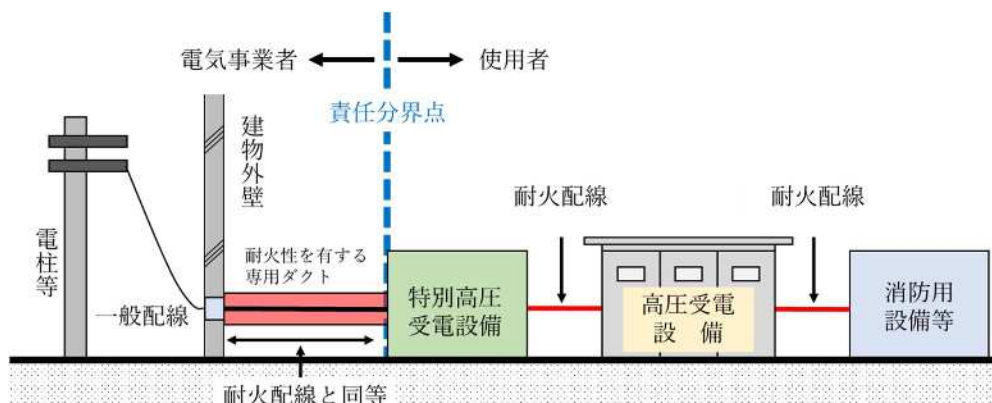 電気事業者
使用者
責任分界点
建物外壁
電柱等
一般配線
耐火性を有する
専用ダクト
特別高圧
受電設備
耐火配線
高圧受電
設　備
耐火配線
消防用
設備等
耐火配線と同等